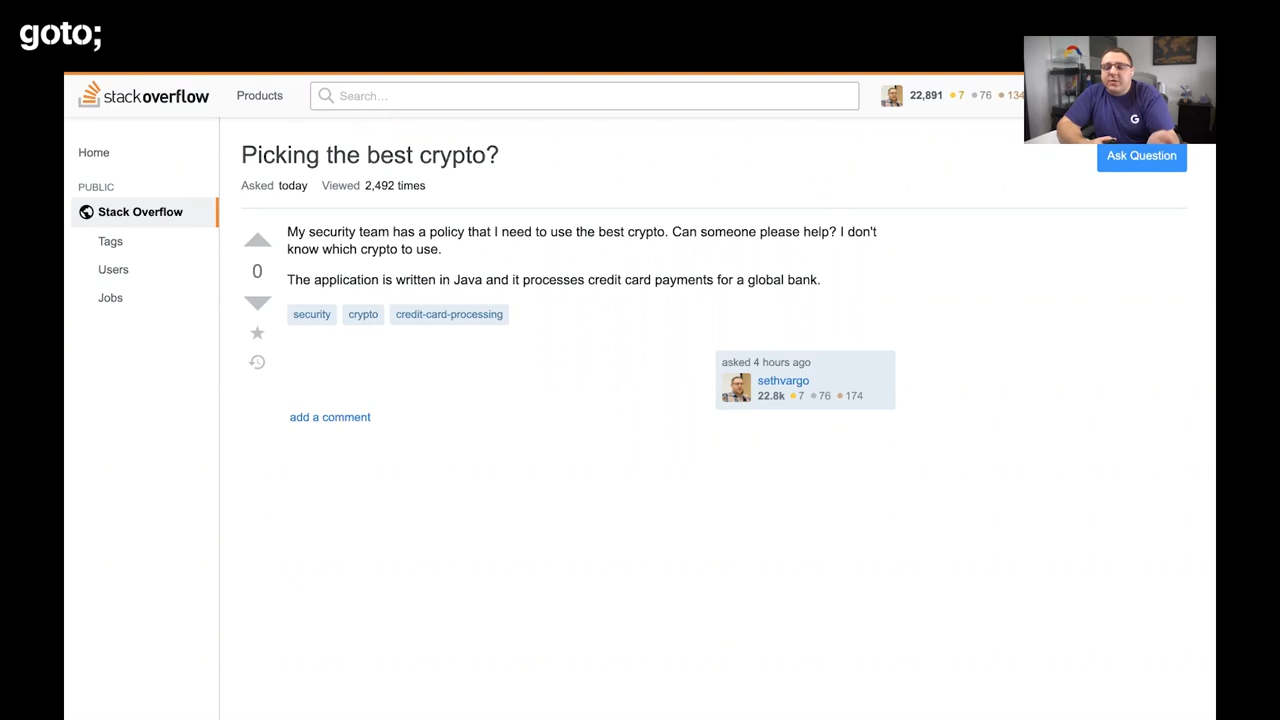 goto;
stackoverflow
Products
Search…
22,891 7 76 134
Ask Question
Home
PUBLIC
Stack Overflow
Tags
Users
Jobs
Picking the best crypto?
Asked today Viewed 2,492 times
0
My security team has a policy that I need to use the best crypto. Can someone please help? I don't
know which crypto to use.
The application is written in Java and it processes credit card payments for a global bank.
security crypto credit-card-processing
asked 4 hours ago
sethvargo
22.8k 7 76 174
add a comment
G